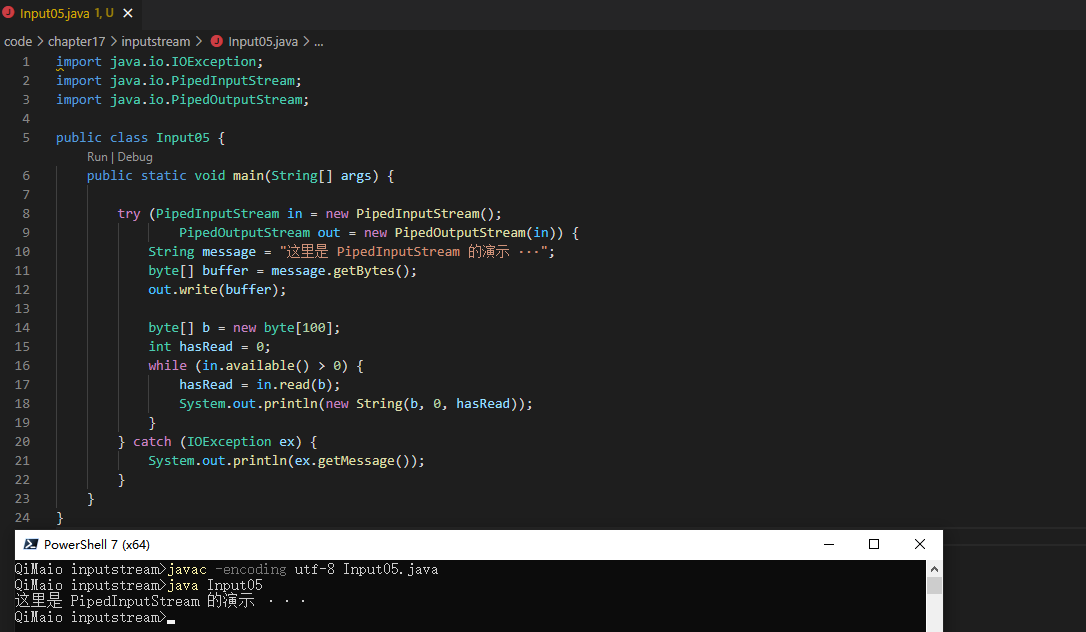 Input05.java 1, U
code > chapter17 > inputstream > Input05.java > ...
1 import java.io.IOException;
2 import java.io.PipedInputStream;
3 import java.io.PipedOutputStream;
4
5 public class Input05 {
Run | Debug
6 public static void main(String[] args) {
7
8 try (PipedInputStream in = new PipedInputStream();
9 PipedOutputStream out = new PipedOutputStream(in)) {
10 String message = "这里是 PipedInputStream 的演示 ···";
11 byte[] buffer = message.getBytes();
12 out.write(buffer);
13
14 byte[] b = new byte[100];
15 int hasRead = 0;
16 while (in.available() > 0) {
17 hasRead = in.read(b);
18 System.out.println(new String(b, 0, hasRead));
19 }
20 } catch (IOException ex) {
21 System.out.println(ex.getMessage());
22 }
23 }
24 }
PowerShell 7 (x64)
QiMaio inputstream>javac -encoding utf-8 Input05.java
QiMaio inputstream>java Input05
这里是 PipedInputStream 的演示 ···
QiMaio inputstream>